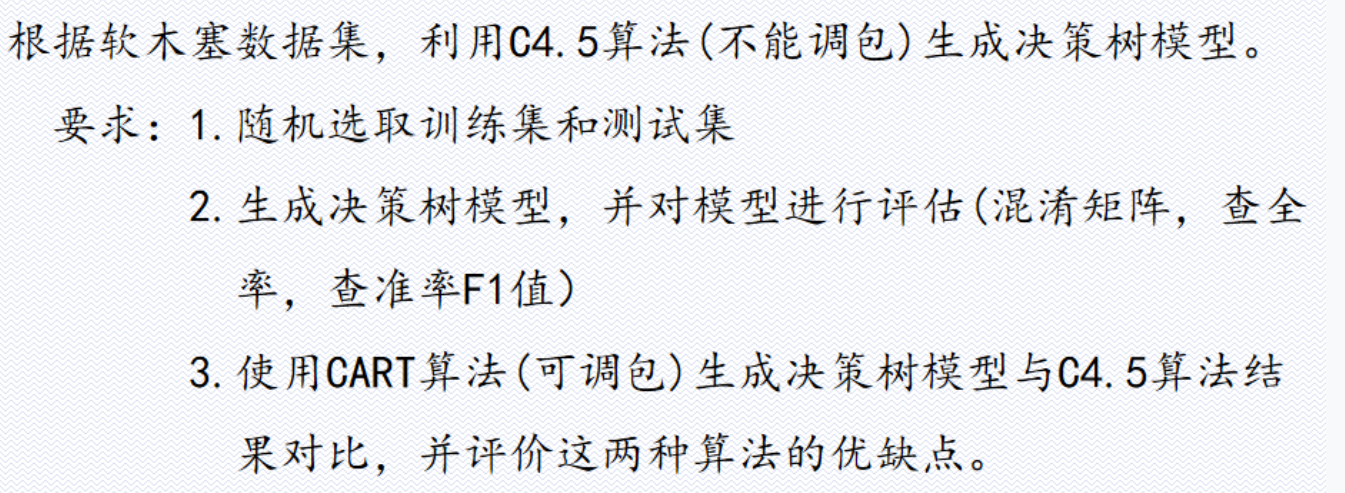 根据软木塞数据集，利用C4.5算法(不能调包)生成决策树模型。
要求：1.随机选取训练集和测试集
2.生成决策树模型，并对模型进行评估(混淆矩阵，查全
率，查准率F1值)
3.使用CART算法(可调包)生成决策树模型与C4.5算法结
果对比，并评价这两种算法的优缺点。